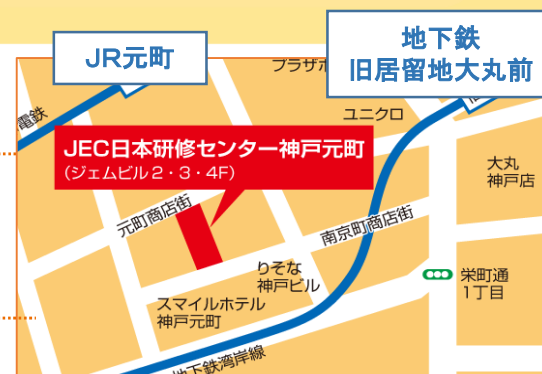 JR元町
地下鉄
旧居留地大丸前
プラザホ
電鉄
ユニクロ
JEC日本研修センター神戸元町
（ジェムビル2・3・4F）
大丸
神戸店
元町商店街
南京町商店街
りそな
神戸ビル
栄町通
1丁目
スマイルホテル
神戸元町
地下鉄湾岸線